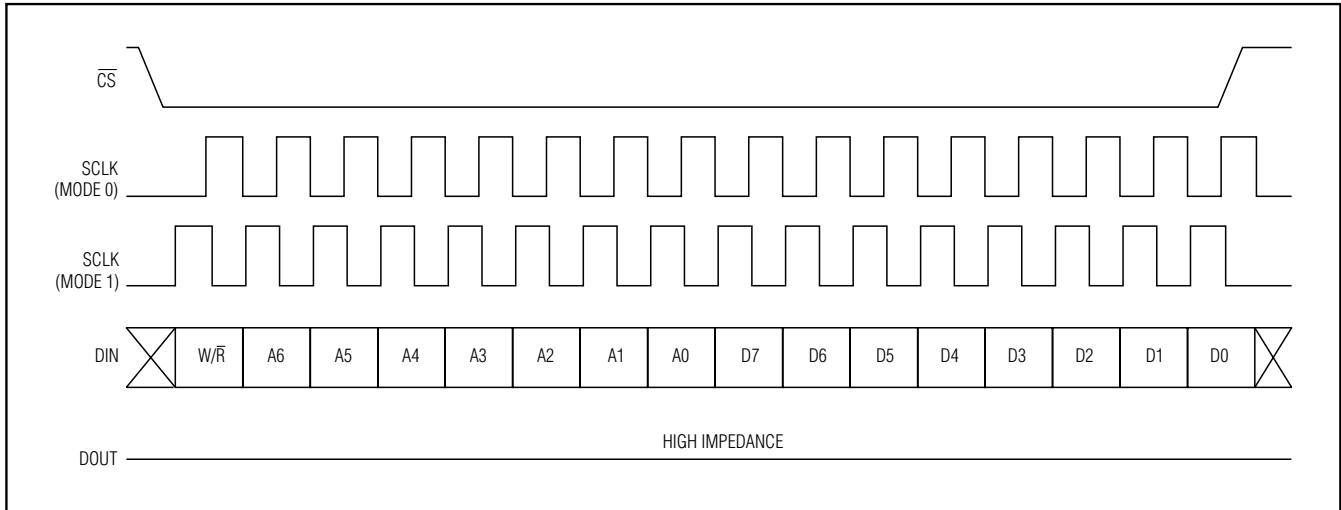 C̅S̅
SCLK
(MODE 0)
SCLK
(MODE 1)
DIN W/R̅ A6 A5 A4 A3 A2 A1 A0 D7 D6 D5 D4 D3 D2 D1 D0
HIGH IMPEDANCE
DOUT